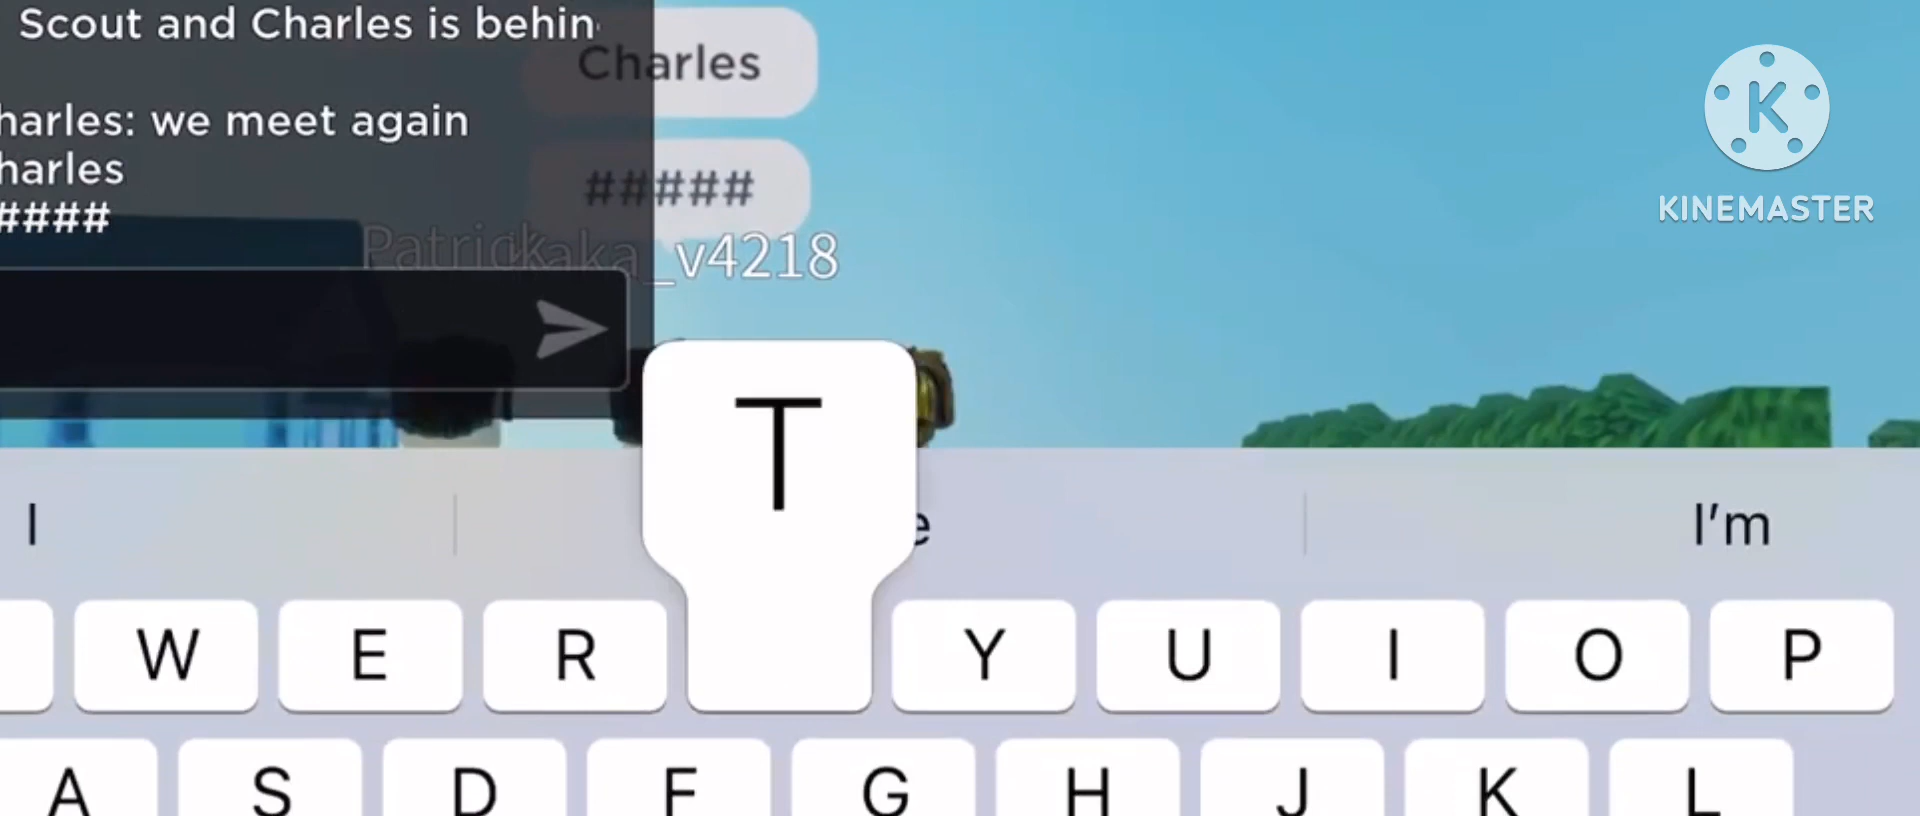 Scout and Charles is behin
Charles
harles: we meet again
harles
#####
####
Patrickaka_v4218
KINEMASTER
T
I
e
I'm
W E R Y U I O P
A S D F G H J K L